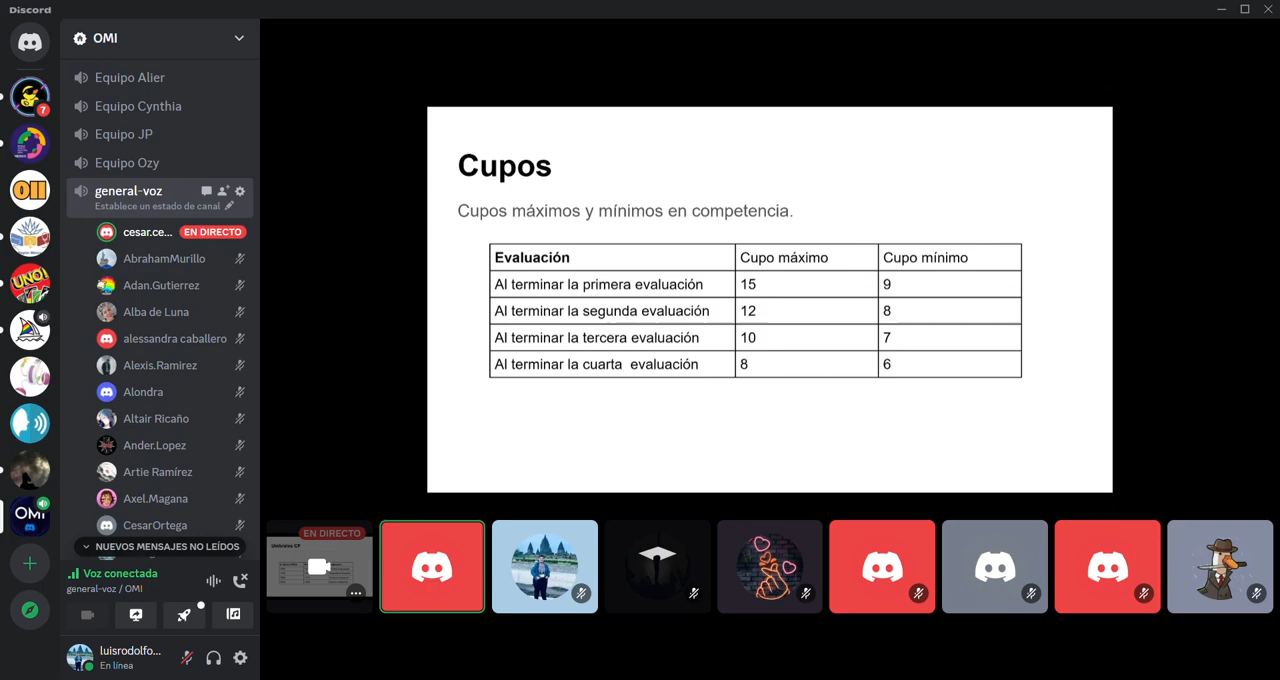 Discord
OMI
Equipo Alier
Equipo Cynthia
Equipo JP
Equipo Ozy
general-voz
Establece un estado de canal
cesar.ce... EN DIRECTO
AbrahamMurillo
Adan.Gutierrez
Alba de Luna
alessandra caballero
Alexis.Ramirez
Alondra
Altair Ricaño
Ander.Lopez
Artie Ramírez
Axel.Magana
CesarOrtega
NUEVOS MENSAJES NO LEÍDOS
Voz conectada
general-voz / OMI
luisrodolfo...
En línea
7
OII
UNO!
OMI
Cupos
Cupos máximos y mínimos en competencia.
Evaluación Cupo máximo Cupo mínimo
Al terminar la primera evaluación 15 9
Al terminar la segunda evaluación 12 8
Al terminar la tercera evaluación 10 7
Al terminar la cuarta evaluación 8 6
EN DIRECTO